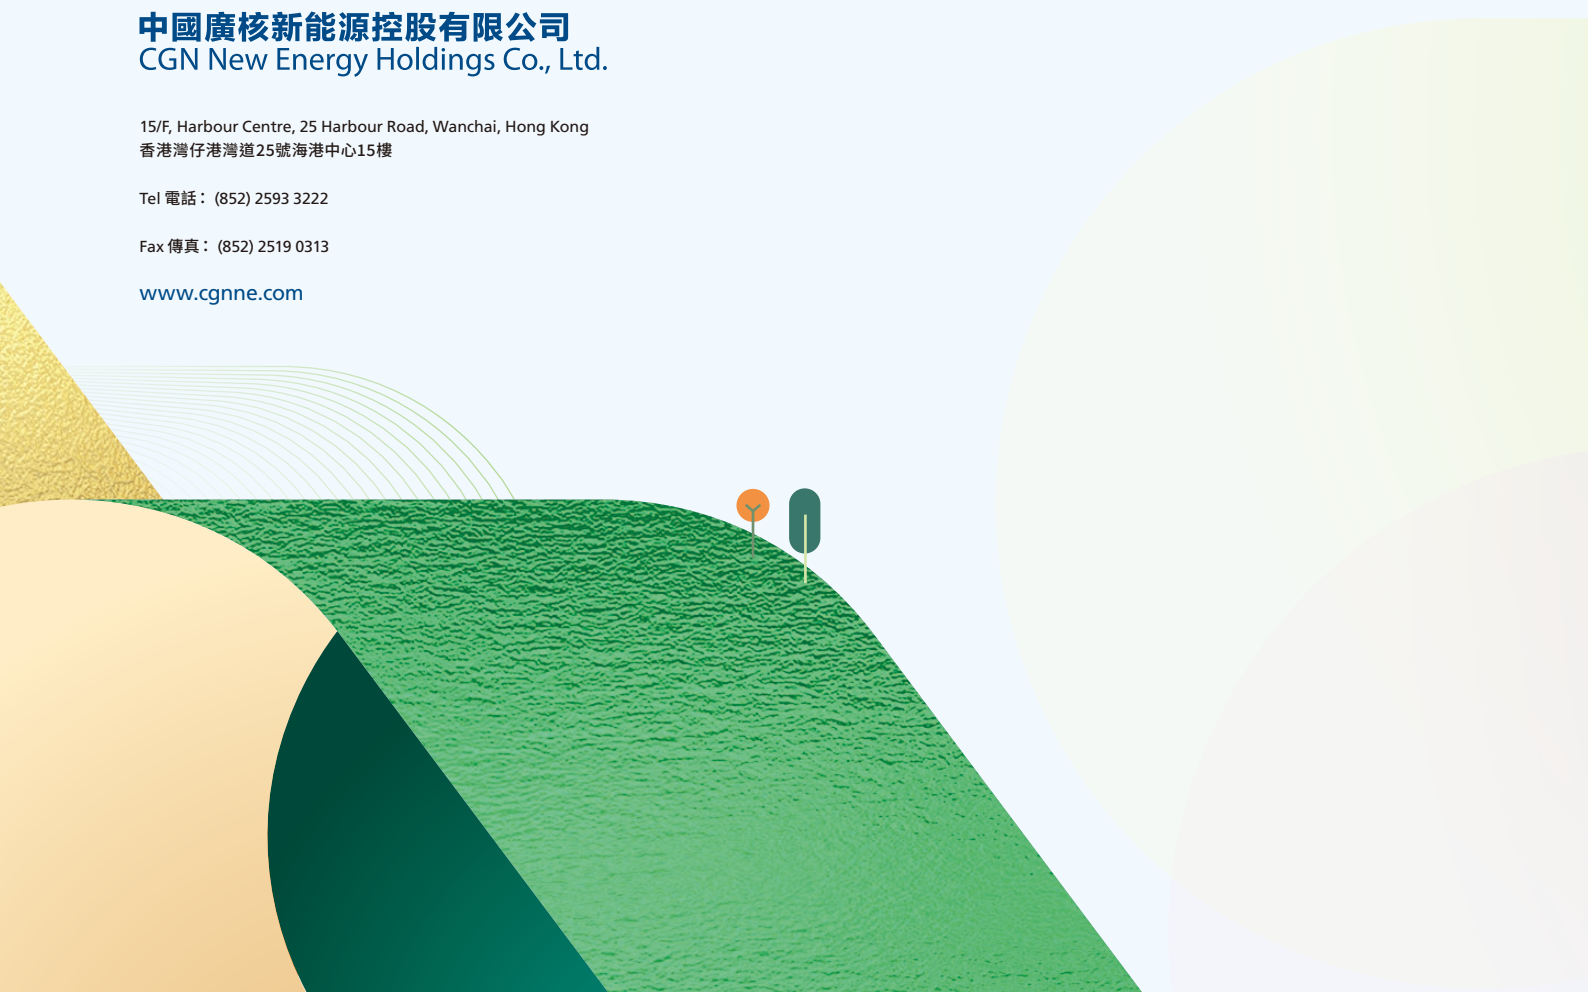 中國廣核新能源控股有限公司
CGN New Energy Holdings Co., Ltd.
15/F, Harbour Centre, 25 Harbour Road, Wanchai, Hong Kong
香港灣仔港灣道25號海港中心15樓
Tel 電話： (852) 2593 3222
Fax 傳真： (852) 2519 0313
www.cgnne.com